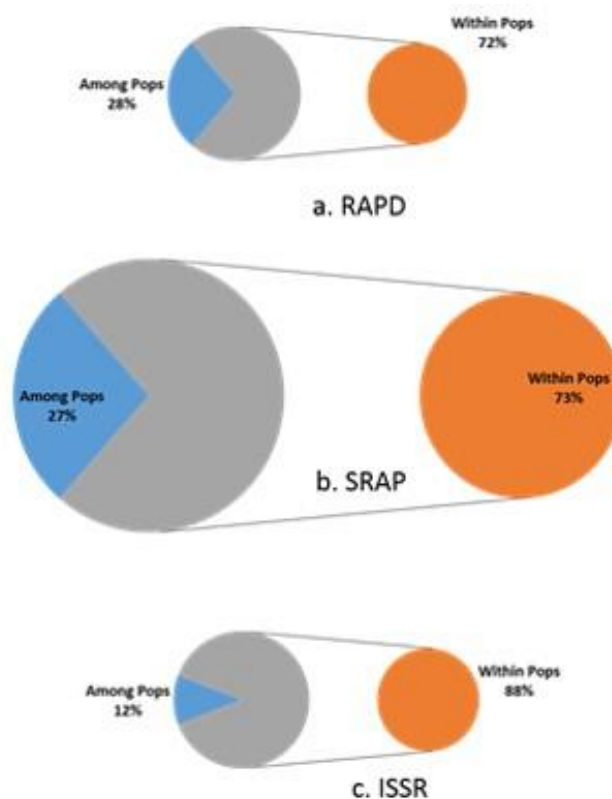 Within Pops
72%
Among Pops
28%
a. RAPD
Among Pops
27%
Within Pops
73%
b. SRAP
Among Pops
12%
Within Pops
88%
c. ISSR